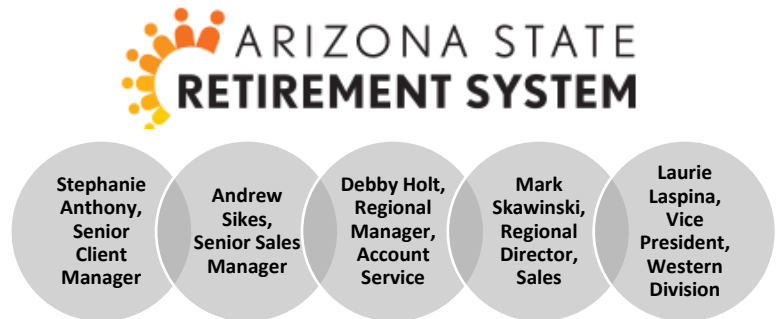 ARIZONA STATE
RETIREMENT SYSTEM
Stephanie
Anthony,
Senior
Client
Manager
Andrew
Sikes,
Senior Sales
Manager
Debby Holt,
Regional
Manager,
Account
Service
Mark
Skawinski,
Regional
Director,
Sales
Laurie
Laspina,
Vice
President,
Western
Division